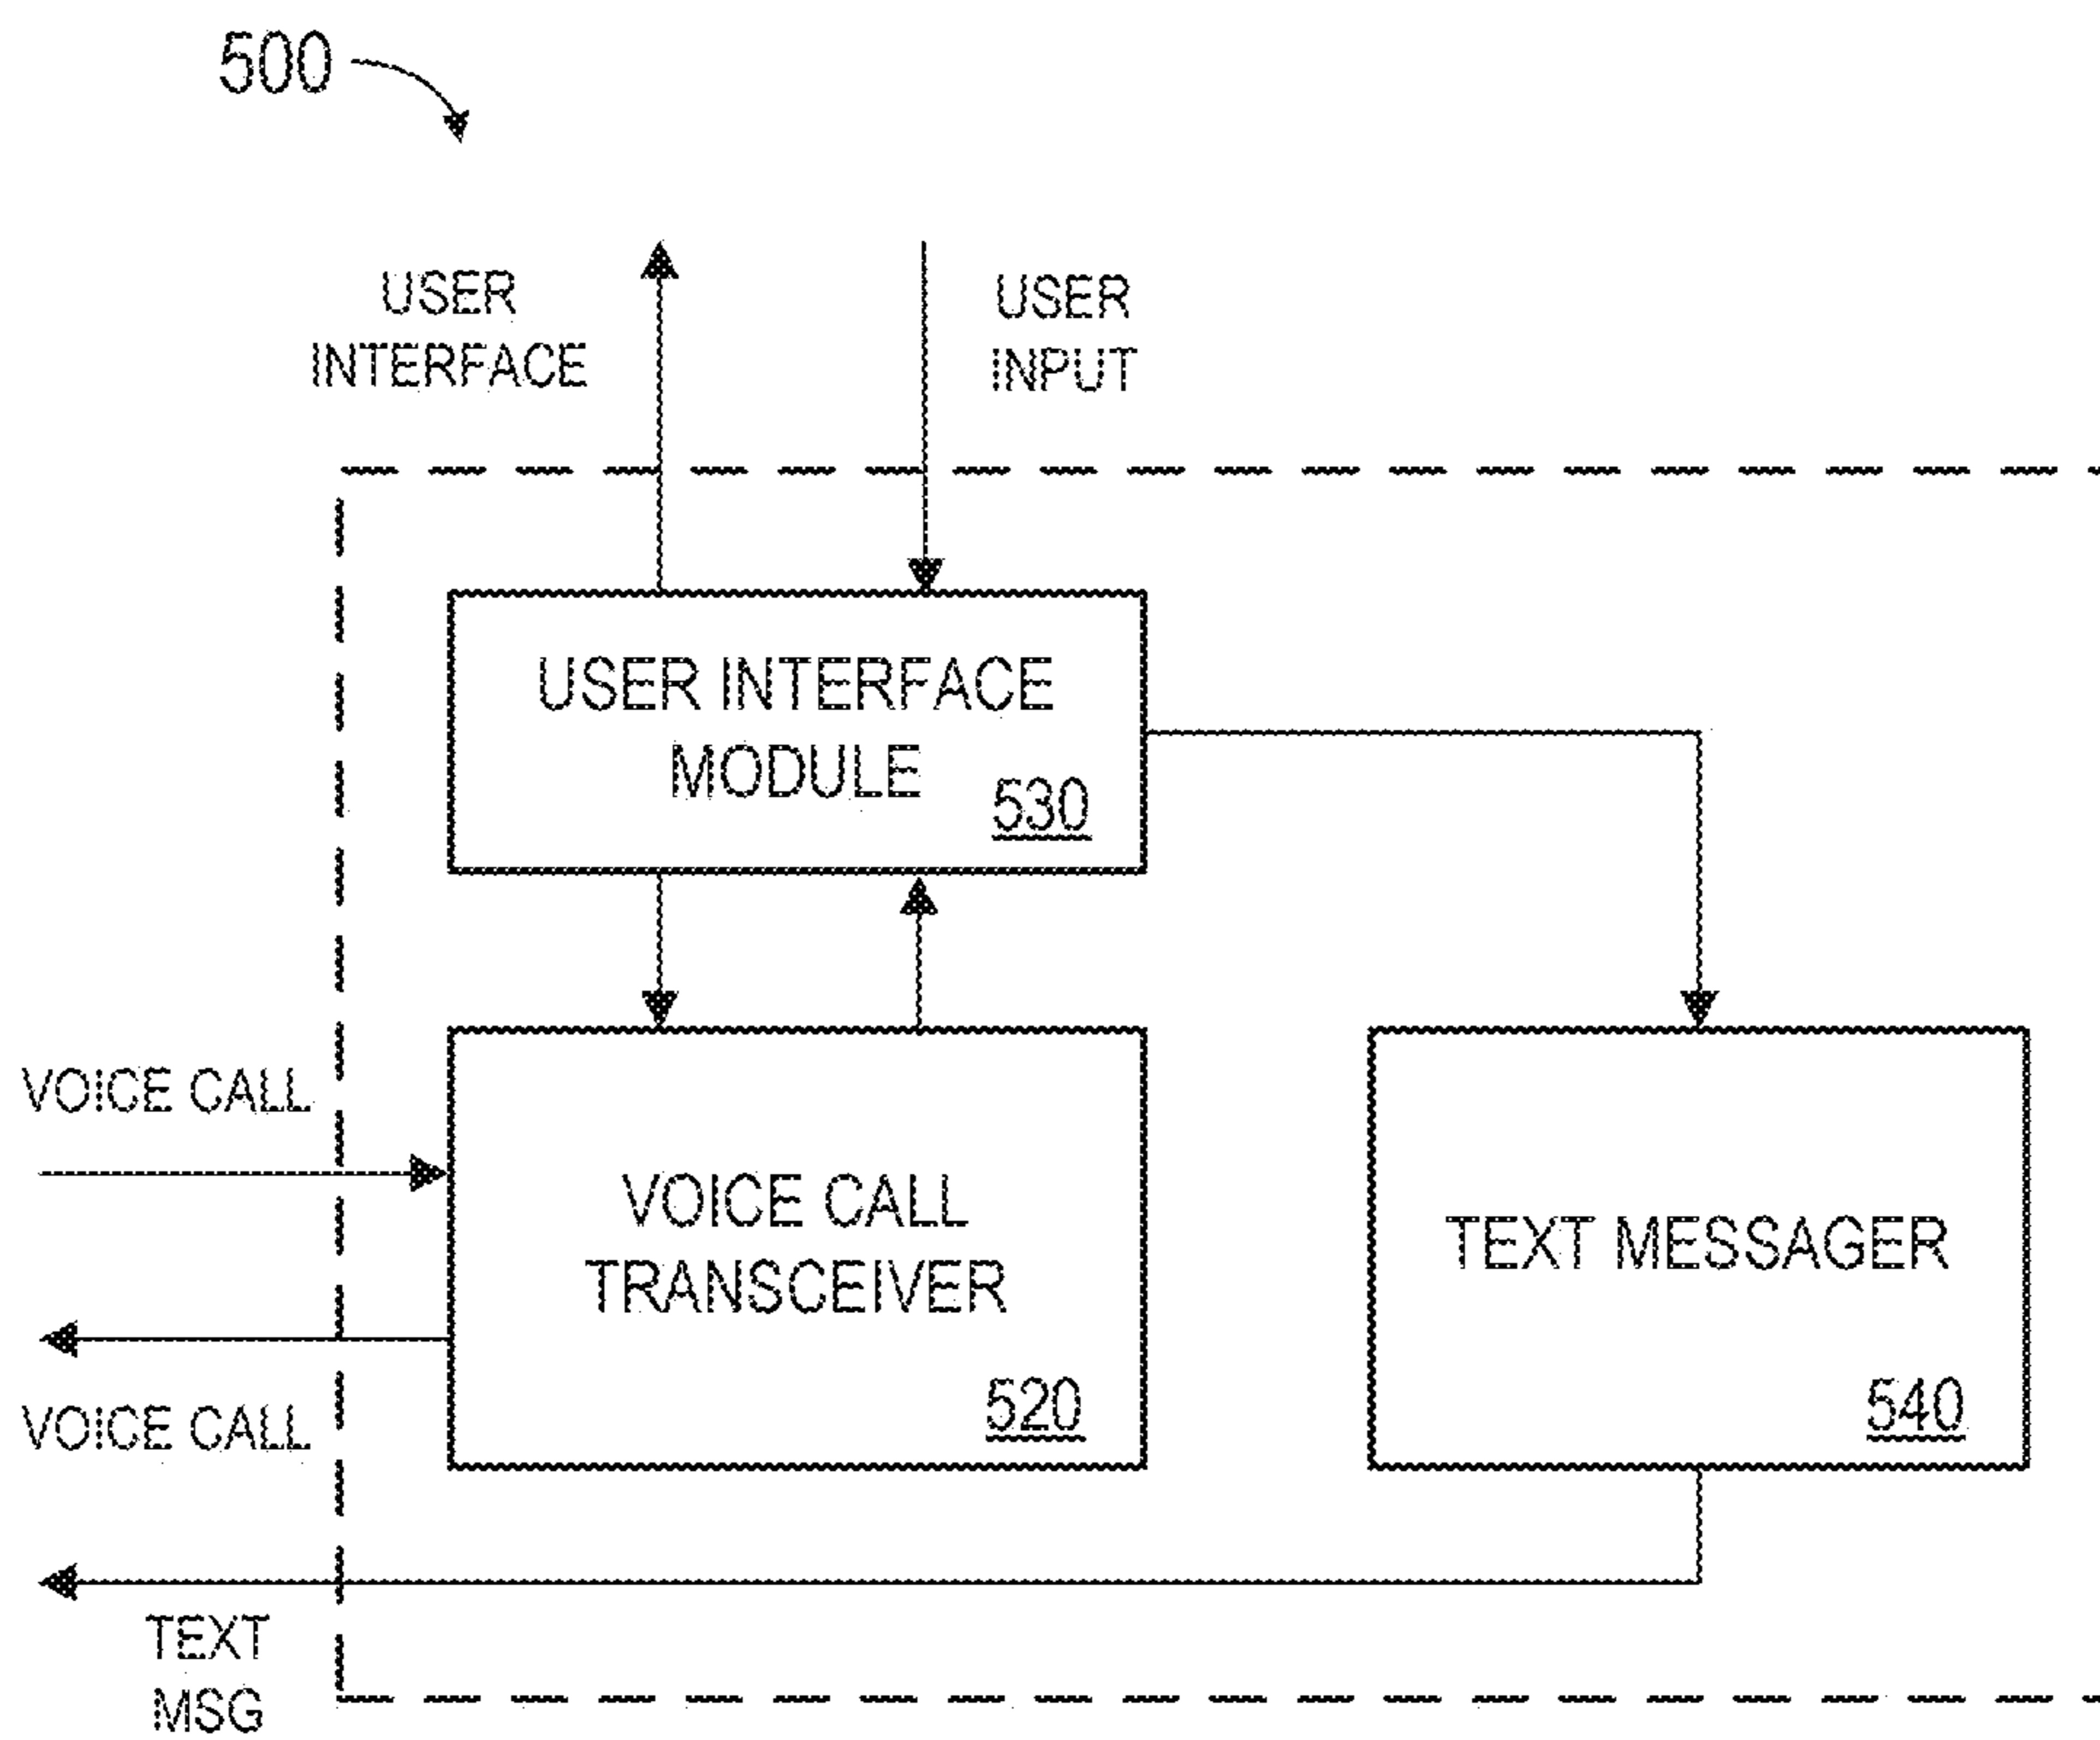 500
USER
INTERFACE
USER
INPUT
USER INTERFACE
MODULE
530
VOICE CALL
VOICE CALL
TRANSCEIVER
520
TEXT MESSAGER
540
VOICE CALL
TEXT
MSG